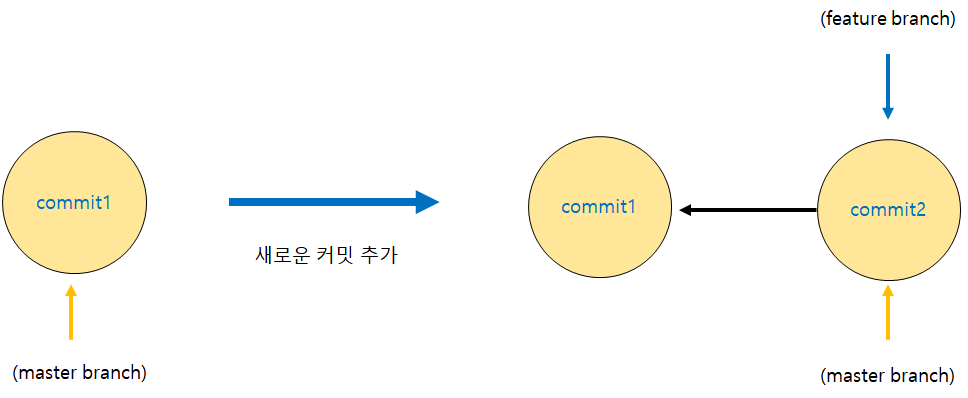 (feature branch)
commit1
새로운 커밋 추가
commit1
commit2
(master branch)
(master branch)